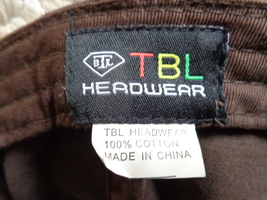 TBL
HEADWEAR
TBL HEADWEAR
100% COTTON
MADE IN CHINA